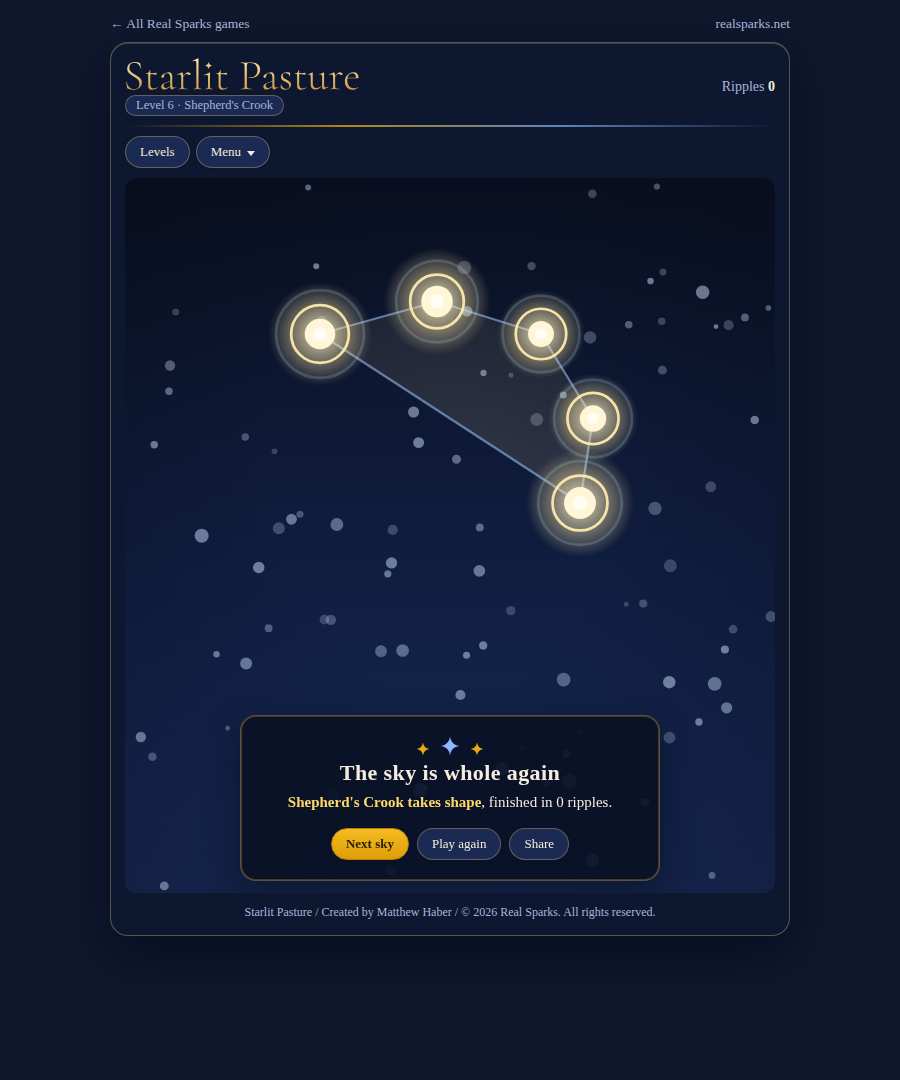 ← All Real Sparks games
realsparks.net
Starlit Pasture
Level 6 · Shepherd's Crook
Ripples 0
Levels
Menu
The sky is whole again
Shepherd's Crook takes shape, finished in 0 ripples.
Next sky
Play again
Share
Starlit Pasture / Created by Matthew Haber / © 2026 Real Sparks. All rights reserved.